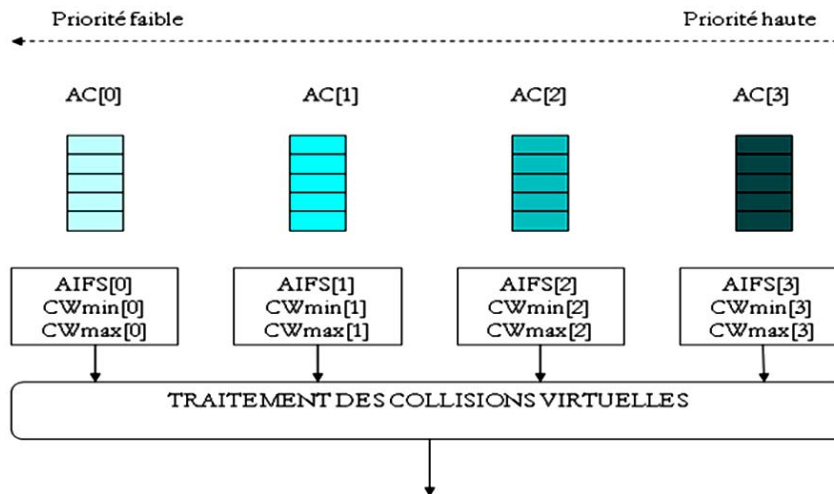 Priorité faible Priorité haute
AC[0] AC[1] AC[2] AC[3]
AIFS[0] AIFS[1] AIFS[2] AIFS[3]
CWmin[0] CWmin[1] CWmin[2] CWmin[3]
CWmax[0] CWmax[1] CWmax[2] CWmax[3]
TRAITEMENT DES COLLISIONS VIRTUELLES